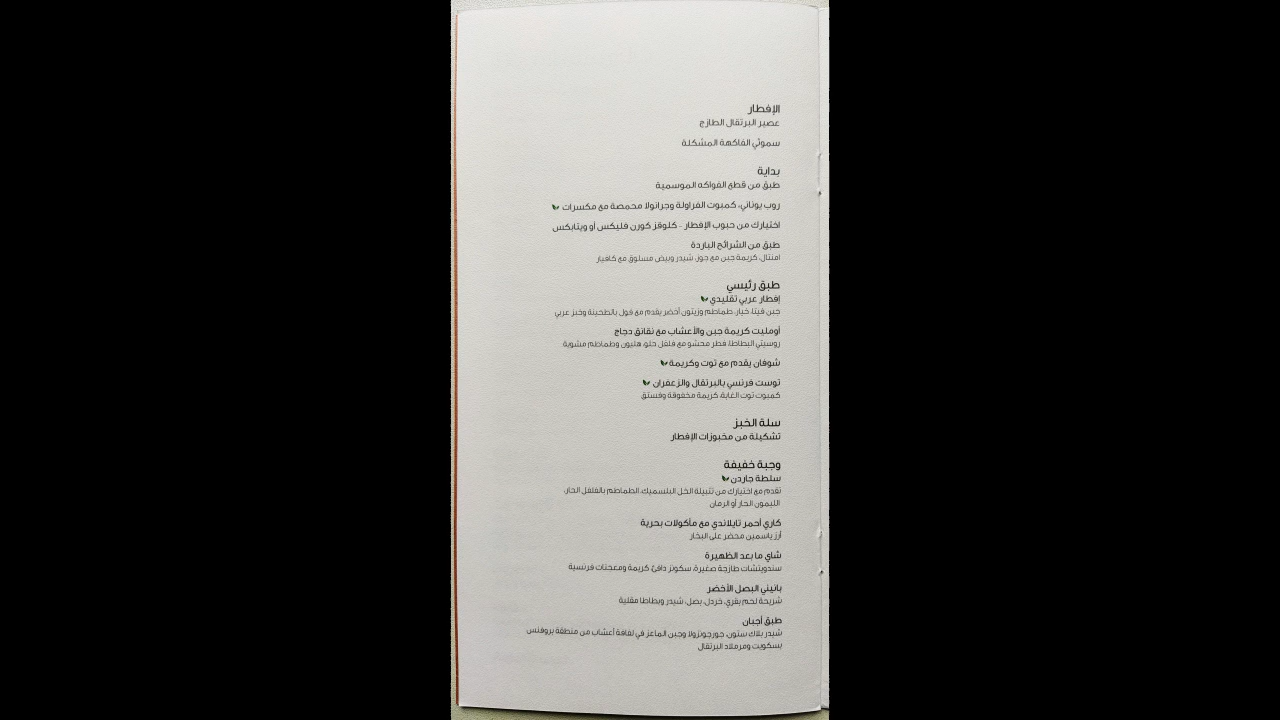 الإفطار
عصير البرتقال الطازج
سموثي الفاكهة المشكلة
بداية
طبق من قطع الفواكه الموسمية
روب يوناني، كمبوت الفراولة وجرانولا محمصة مع مكسرات
اختيارك من حبوب الإفطار - كلوقز كورن فليكس أو ويتابكس
طبق من الشرائح الباردة
امنتال، كريمة جبن مع جوز، شيدر وبيض مسلوق مع كافيار
طبق رئيسي
إفطار عربي تقليدي
جبن فيتا، خيار، طماطم وزيتون أخضر يقدم مع فول بالطحينة وخبز عربي
أومليت كريمة جبن والأعشاب مع نقانق دجاج
روستي البطاطا، فطر محشو مع فلفل حلو، هليون وطماطم مشوية
شوفان يقدم مع توت وكريمة
توست فرنسي بالبرتقال والزعفران
كمبوت توت الغابة، كريمة مخفوقة وفستق
سلة الخبز
تشكيلة من مخبوزات الإفطار
وجبة خفيفة
سلطة جاردن
تقدم مع اختيارك من تتبيلة الخل البلسميك، الطماطم بالفلفل الحار،
الليمون الحار أو الرمان
كاري أحمر تايلاندي مع مأكولات بحرية
أرز ياسمين محضر على البخار
شاي ما بعد الظهيرة
سندويتشات طازجة صغيرة، سكونز دافئ، كريمة ومعجنات فرنسية
بانيني البصل الأخضر
شريحة لحم بقري، خردل، بصل، شيدر وبطاطا مقلية
طبق أجبان
شيدر بلاك ستون، جورجونزولا وجبن الماعز في لفافة أعشاب من منطقة بروفنس
بسكويت ومرملاد البرتقال